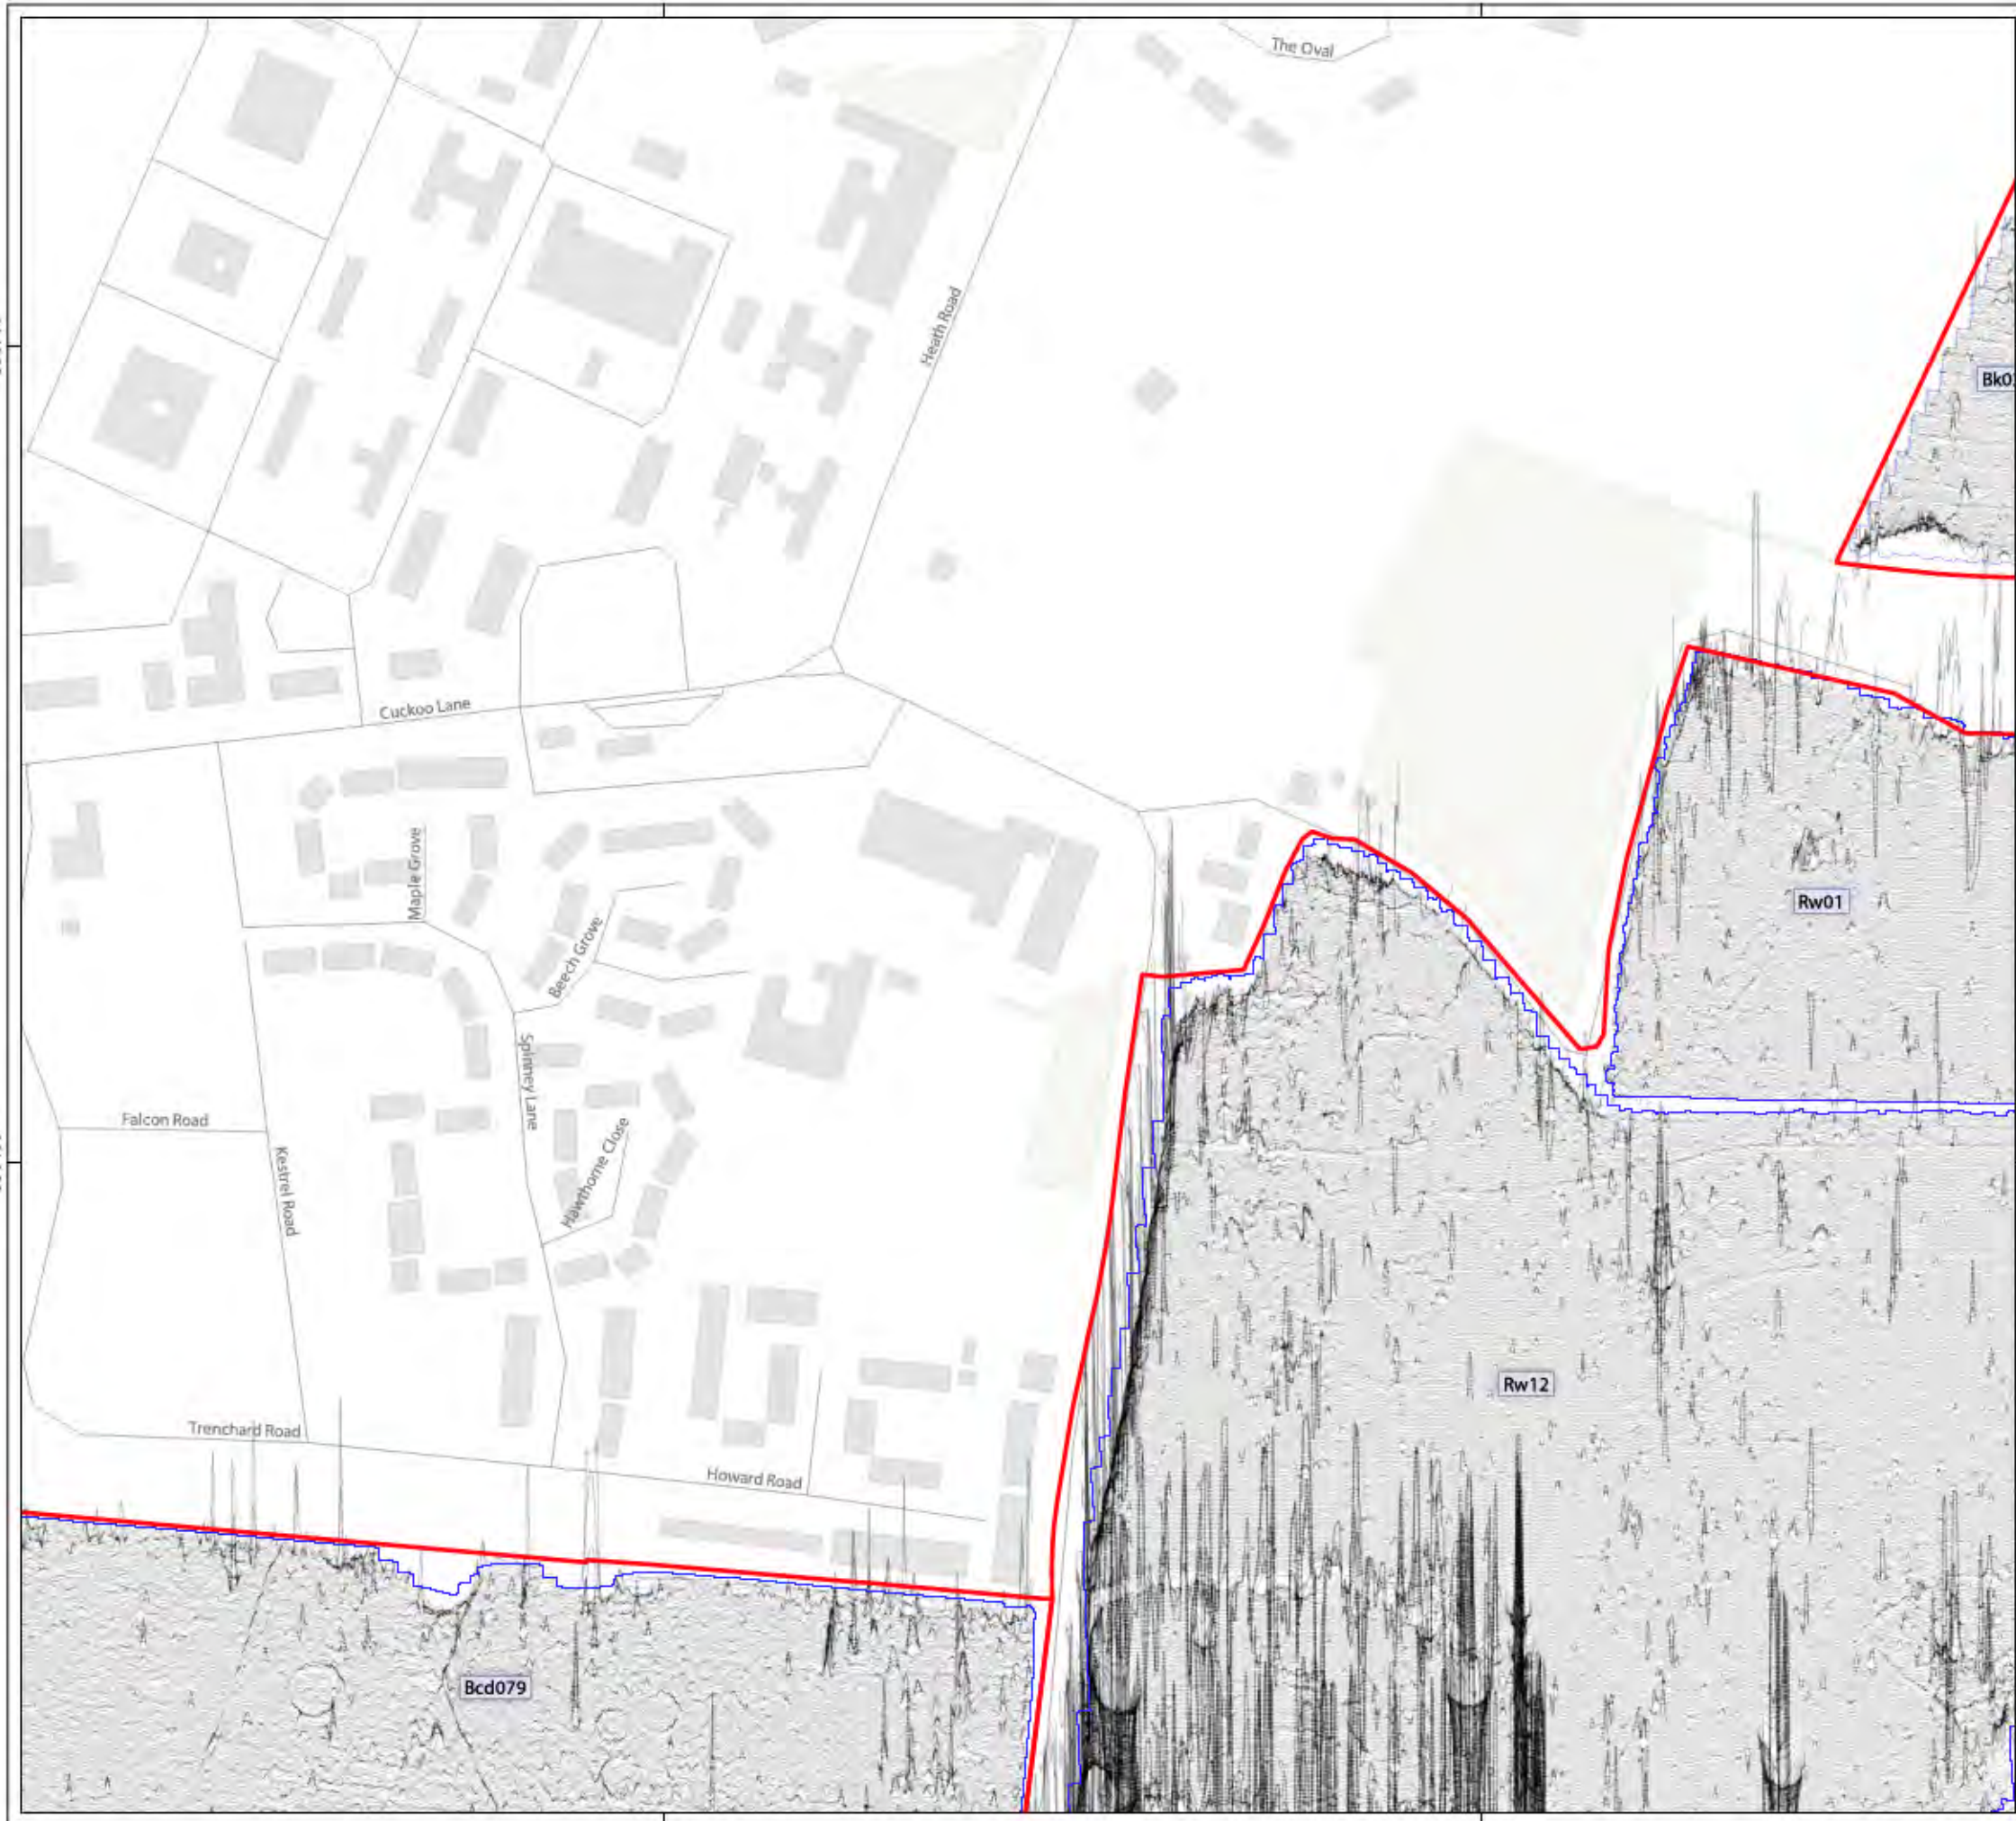 The Oval
Heath Road
Cuckoo Lane
Maple Grove
Beech Grove
Rw01
Spinney Lane
Falcon Road
Hawthorne Close
Kestrel Road
Rw12
Trenchard Road
Howard Road
Bcd079